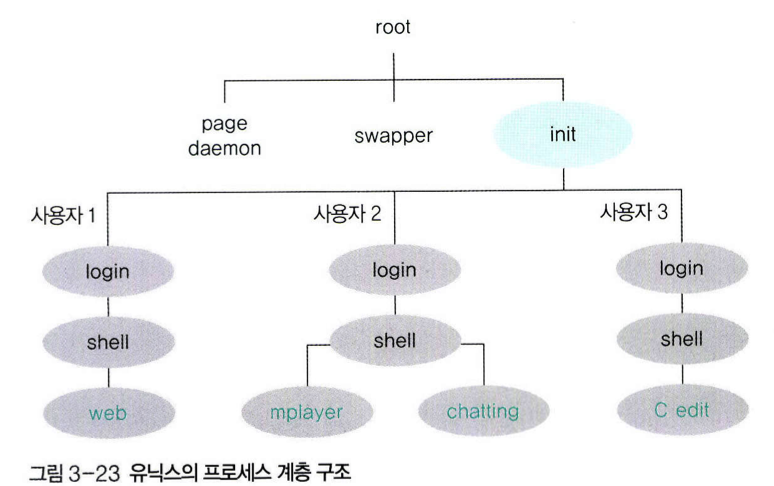 root
page
daemon
swapper
init
사용자 1
사용자 2
사용자 3
login
login
login
shell
shell
shell
web
mplayer
chatting
C edit
그림 3-23 유닉스의 프로세스 계층 구조